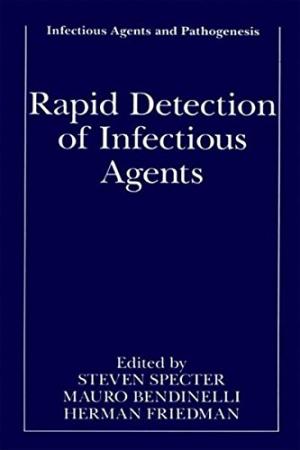 Infectious Agents and Pathogenesis
Rapid Detection
of Infectious
Agents
Edited by
STEVEN SPECTER
MAURO BENDINELLI
HERMAN FRIEDMAN